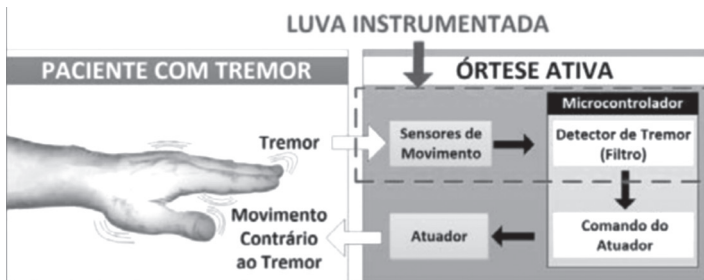 LUVA INSTRUMENTADA
PACIENTE COM TREMOR
ÓRTESE ATIVA
Microcontrolador
Tremor
Sensores de
Movimento
Detector de Tremor
(Filtro)
Movimento
Contrário
ao Tremor
Atuador
Comando do
Atuador